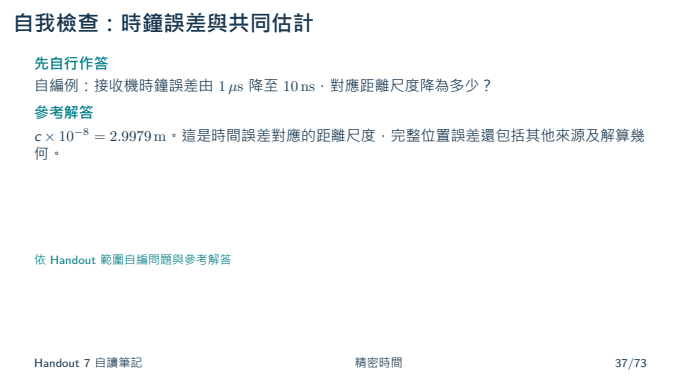 自我檢查：時鐘誤差與共同估計
先自行作答
自編例：接收機時鐘誤差由 1 μs 降至 10 ns，對應距離尺度降為多少？
參考解答
c × 10⁻⁸ = 2.9979 m。這是時間誤差對應的距離尺度，完整位置誤差還包括其他來源及解算幾
何。
依 Handout 範圍自編問題與參考解答
Handout 7 自讀筆記
精密時間
37/73